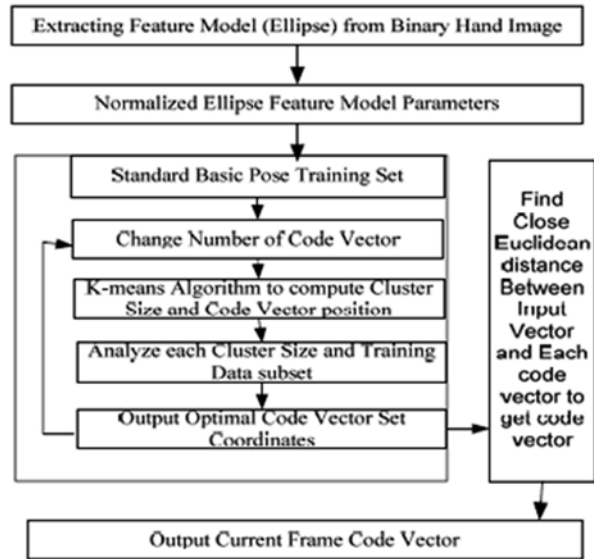 Extracting Feature Model (Ellipse) from Binary Hand Image
Normalized Ellipse Feature Model Parameters
Standard Basic Pose Training Set
Change Number of Code Vector
K-means Algorithm to compute Cluster
Size and Code Vector position
Analyze each Cluster Size and Training
Data subset
Output Optimal Code Vector Set
Coordinates
Find
Close
Euclidean
distance
Between
Input
Vector
and Each
code
vector to
get code
vector
Output Current Frame Code Vector